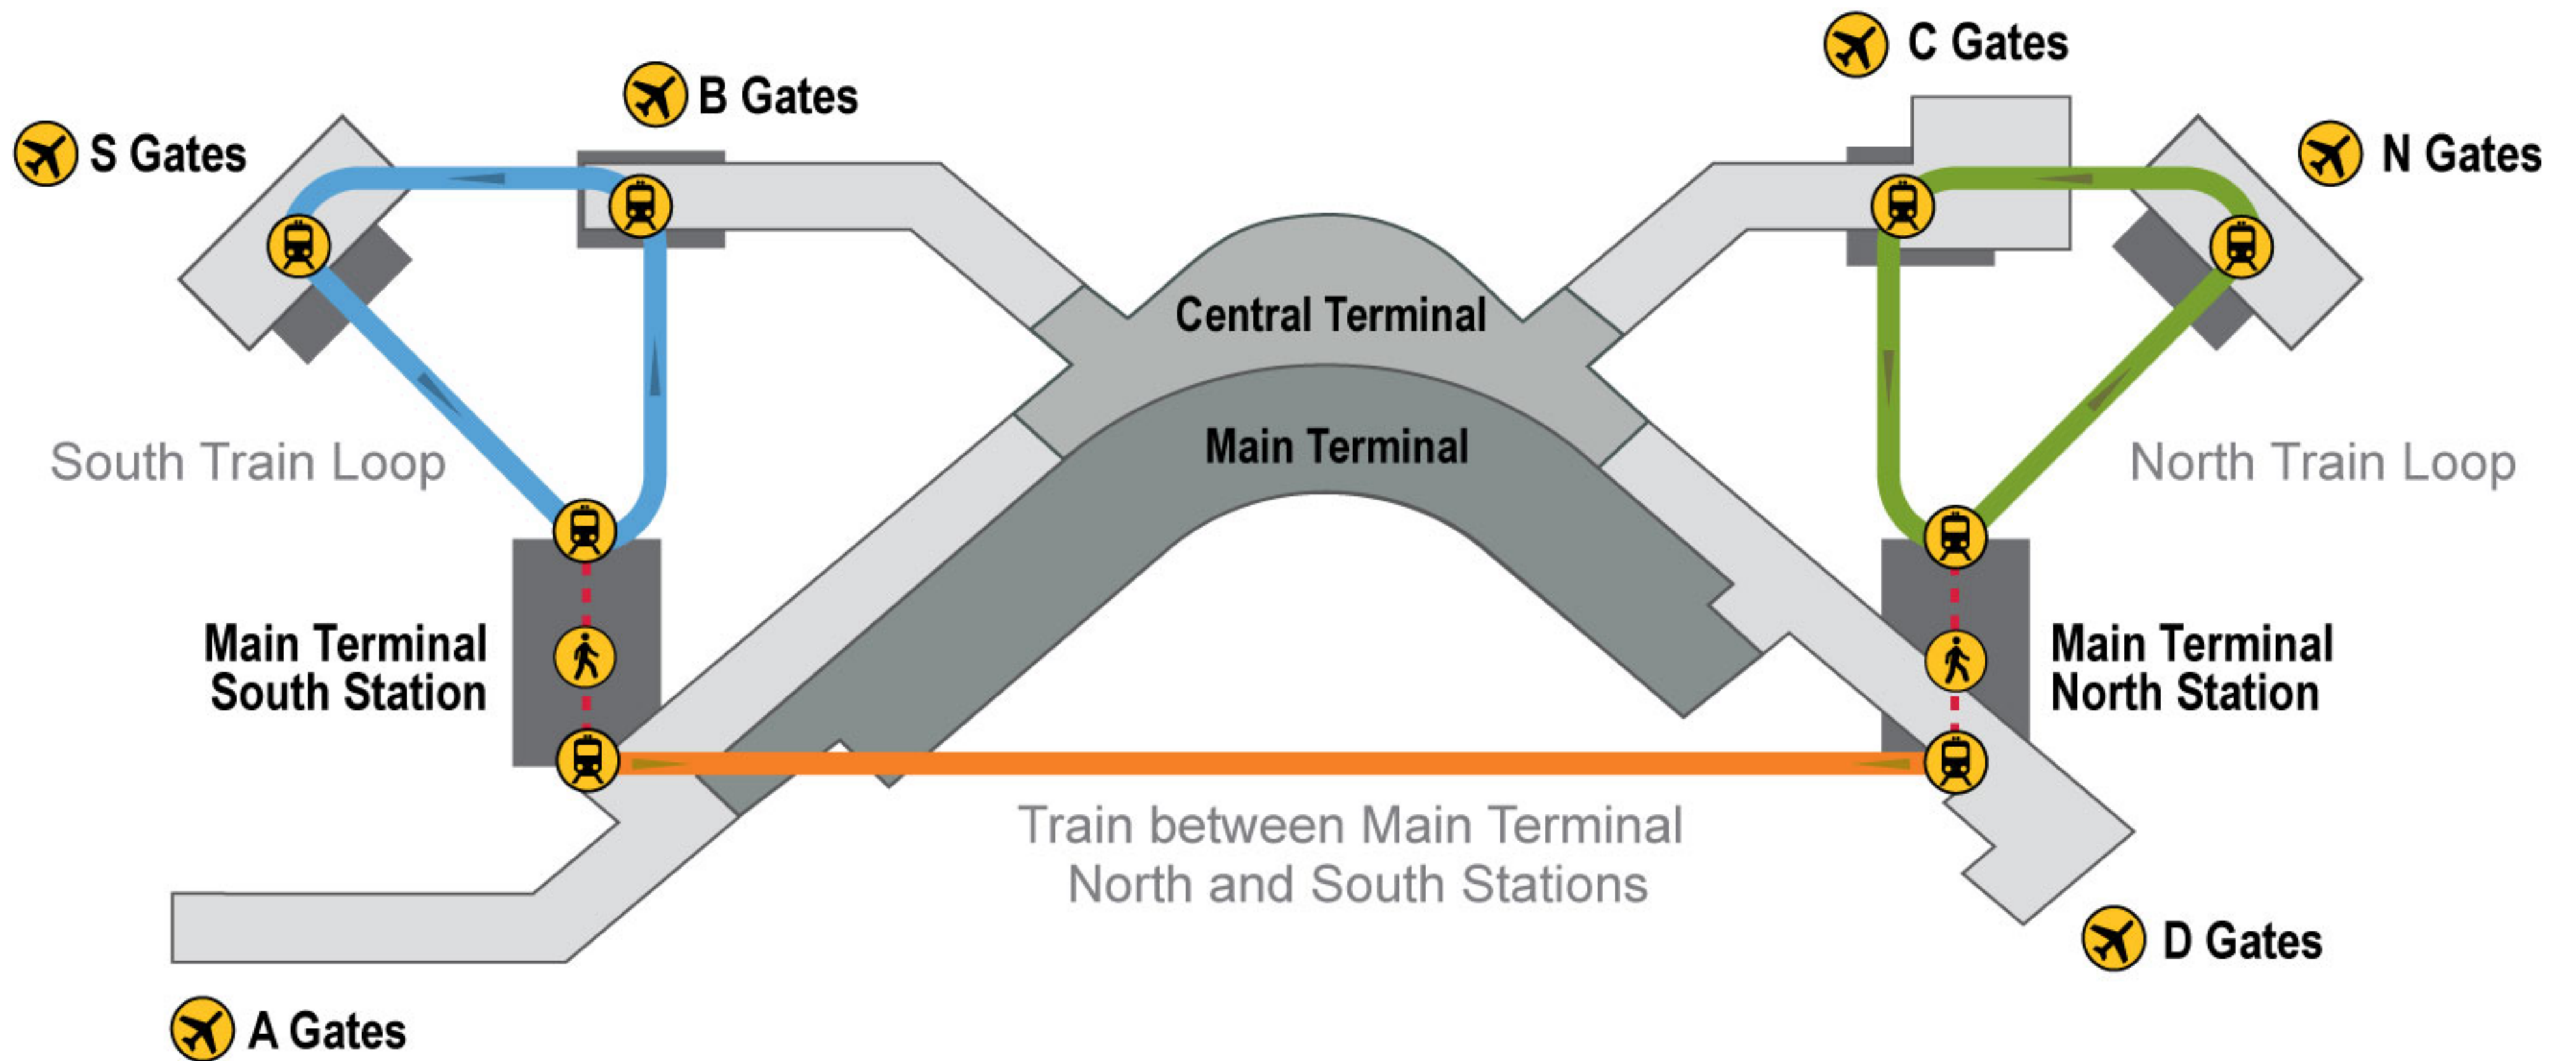 C Gates
B Gates
S Gates
N Gates
Central Terminal
Main Terminal
South Train Loop
North Train Loop
Main Terminal
South Station
Main Terminal
North Station
Train between Main Terminal
North and South Stations
D Gates
A Gates